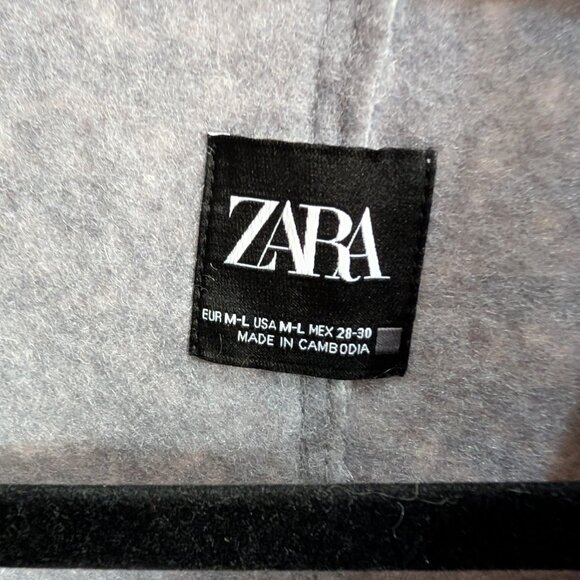 ZARA
EUR M-L USA M-L MEX 28-30
MADE IN CAMBODIA